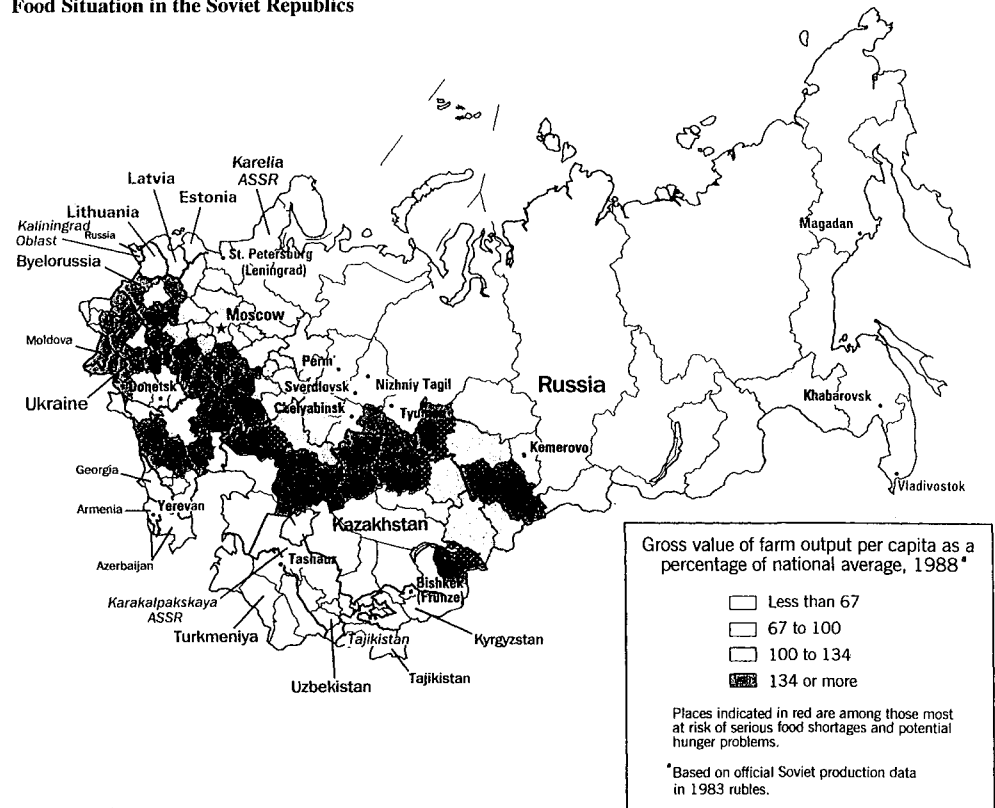 Food Situation in the Soviet Republics
Karelia
ASSR
Latvia
Estonia
Lithuania
Kaliningrad
Oblast
Russia
Byelorussia
St. Petersburg
(Leningrad)
Magadan
Moscow
Moldova
Perm'
Sverdlovsk
Nizhniy Tagil
Russia
Donetsk
Ukraine
Chelyabinsk
Khabarovsk
Kemerovo
Georgia
Vladivostok
Armenia
Yerevan
Kazakhstan
Azerbaijan
Tashauz
Bishkek
(Frunze)
Karakalpakskaya
ASSR
Turkmeniya
Tajikistan
Kyrgyzstan
Tajikistan
Uzbekistan
Gross value of farm output per capita as a
percentage of national average, 1988*
Less than 67
67 to 100
100 to 134
134 or more
Places indicated in red are among those most
at risk of serious food shortages and potential
hunger problems.
*Based on official Soviet production data
in 1983 rubles.